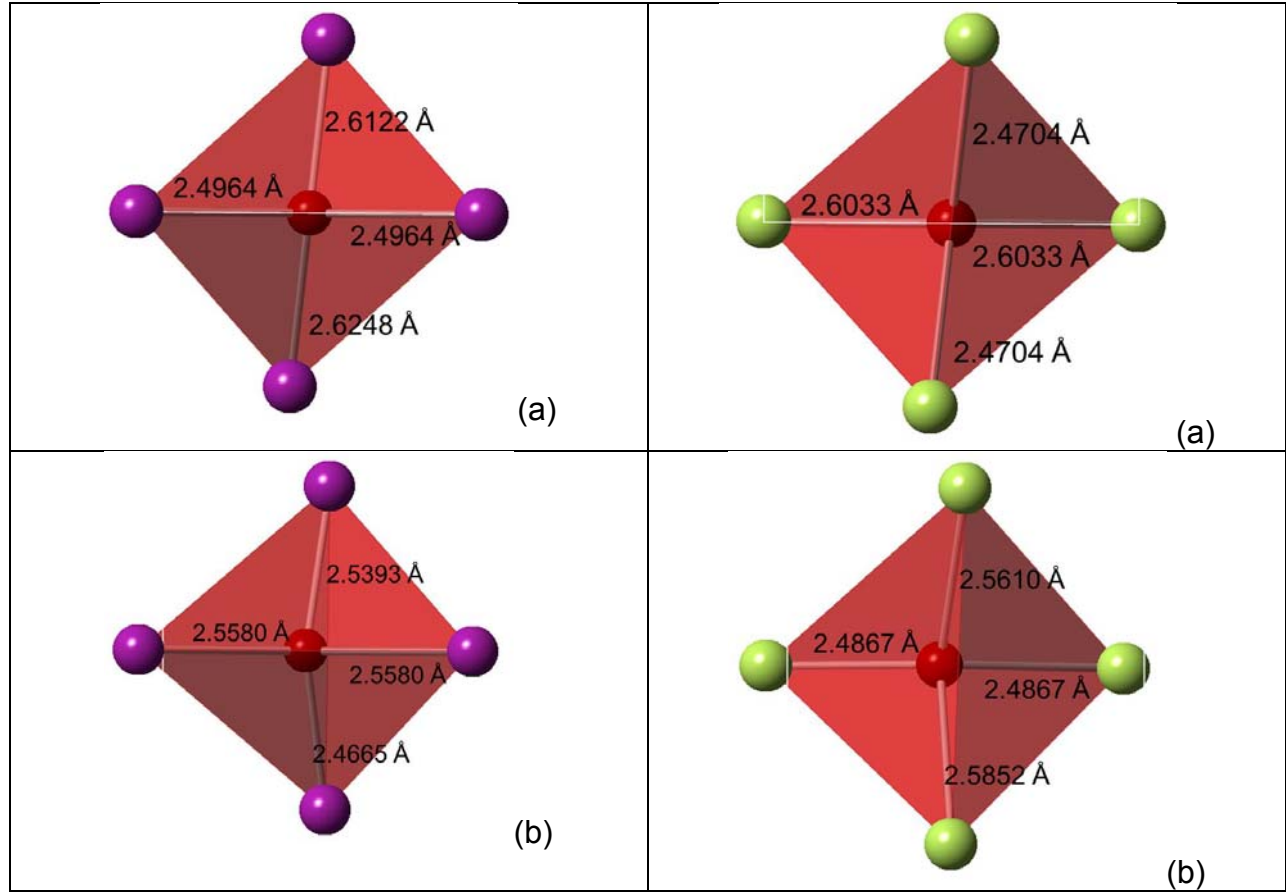 2.6122 Å
2.4964 Å
2.4964 Å
2.6248 Å
(a)
2.4704 Å
2.6033 Å
2.6033 Å
2.4704 Å
(a)
2.5393 Å
2.5580 Å
2.5580 Å
2.4665 Å
(b)
2.5610 Å
2.4867 Å
2.4867 Å
2.5852 Å
(b)